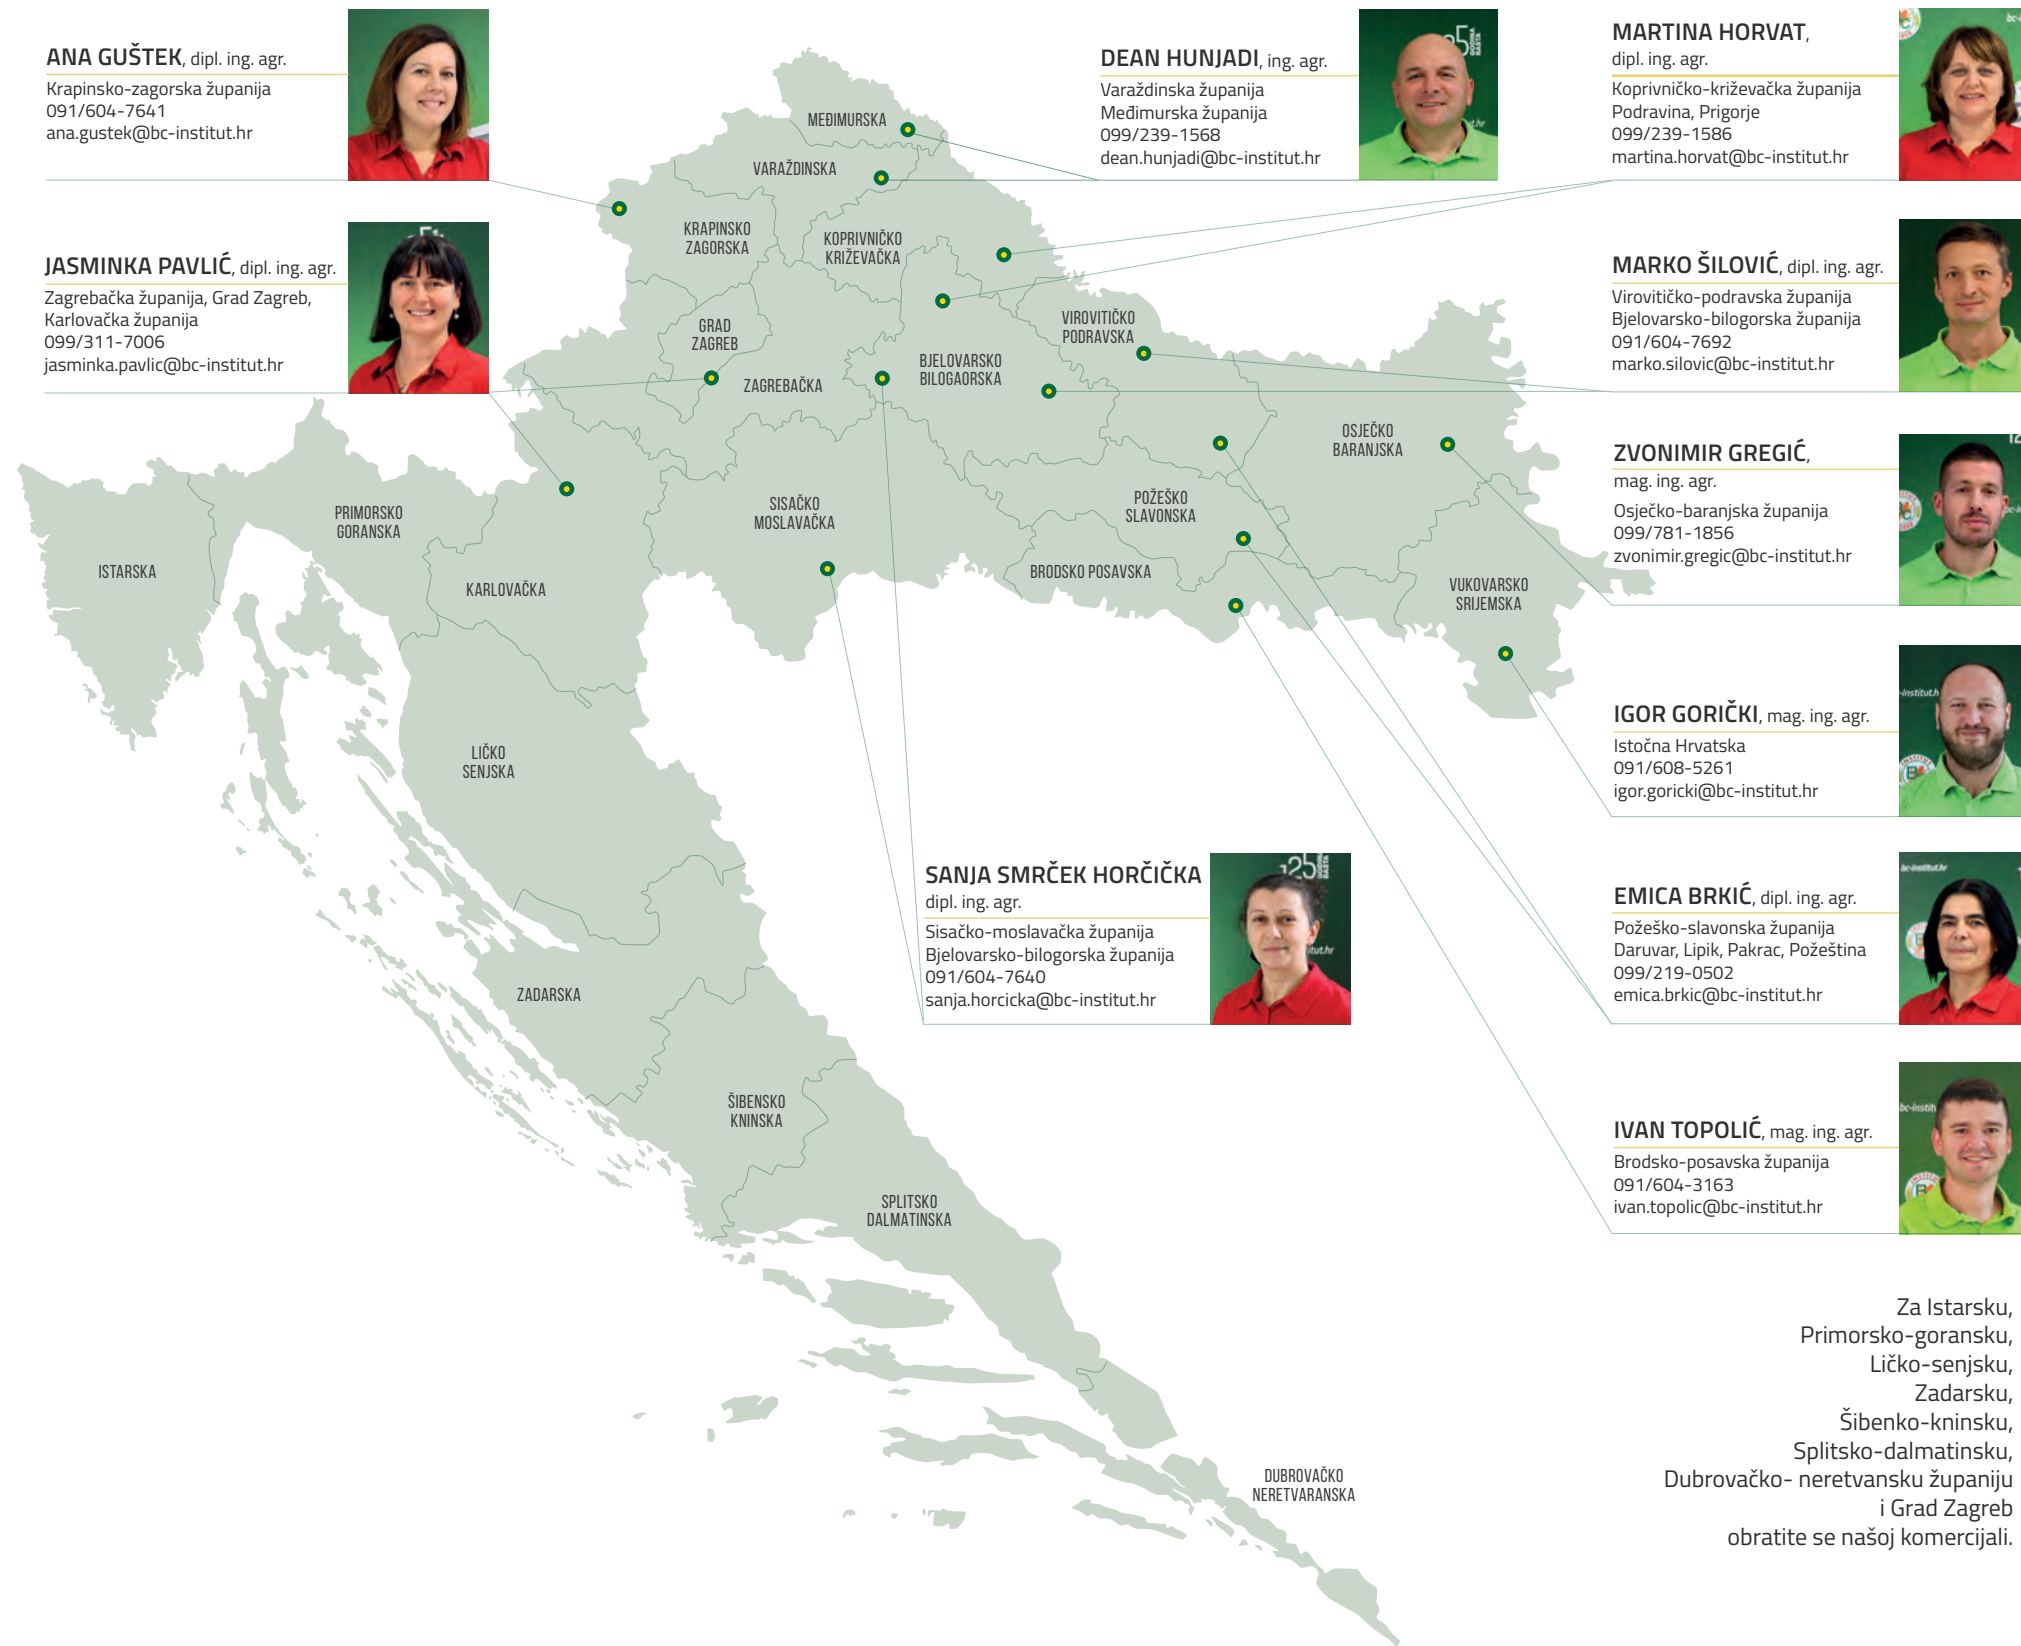 ANA GUŠTEK, dipl. ing. agr.
Krapinsko-zagorska županija
091/604-7641
ana.gustek@bc-institut.hr
JASMINKA PAVLIĆ, dipl. ing. agr.
Zagrebačka županija, Grad Zagreb,
Karlovačka županija
099/311-7006
jasminka.pavlic@bc-institut.hr
DEAN HUNJADI, ing. agr.
Varaždinska županija
Međimurska županija
099/239-1568
dean.hunjadi@bc-institut.hr
MARTINA HORVAT,
dipl. ing. agr.
Koprivničko-križevačka županija
Podravina, Prigorje
099/239-1586
martina.horvat@bc-institut.hr
MARKO ŠILOVIĆ, dipl. ing. agr.
Virovitičko-podravska županija
Bjelovarsko-bilogorska županija
091/604-7692
marko.silovic@bc-institut.hr
ZVONIMIR GREGIĆ,
mag. ing. agr.
Osječko-baranjska županija
099/781-1856
zvonimir.gregic@bc-institut.hr
IGOR GORIČKI, mag. ing. agr.
Istočna Hrvatska
091/608-5261
igor.goricki@bc-institut.hr
EMICA BRKIĆ, dipl. ing. agr.
Požeško-slavonska županija
Daruvar, Lipik, Pakrac, Požeština
099/219-0502
emica.brkic@bc-institut.hr
IVAN TOPOLIĆ, mag. ing. agr.
Brodsko-posavska županija
091/604-3163
ivan.topolic@bc-institut.hr
SANJA SMRČEK HORČIČKA
dipl. ing. agr.
Sisačko-moslavačka županija
Bjelovarsko-bilogorska županija
091/604-7640
sanja.horcicka@bc-institut.hr
MEĐIMURSKA
VARAŽDINSKA
KRAPINSKO
ZAGORSKA
KOPRIVNIČKO
KRIŽEVAČKA
GRAD
ZAGREB
ZAGREBAČKA
BJELOVARSKO
BILOGAORSKA
VIROVITIČKO
PODRAVSKA
OSJEČKO
BARANJSKA
POŽEŠKO
SLAVONSKA
BRODSKO POSAVSKA
VUKOVARSKO
SRIJEMSKA
SISAČKO
MOSLAVAČKA
KARLOVAČKA
PRIMORSKO
GORANSKA
ISTARSKA
LIČKO
SENJSKA
ZADARSKA
ŠIBENSKO
KNINSKA
SPLITSKO
DALMATINSKA
DUBROVAČKO
NERETVARANSKA
Za Istarsku,
Primorsko-goransku,
Ličko-senjsku,
Zadarsku,
Šibenko-kninsku,
Splitsko-dalmatinsku,
Dubrovačko- neretvansku županiju
i Grad Zagreb
obratite se našoj komercijali.